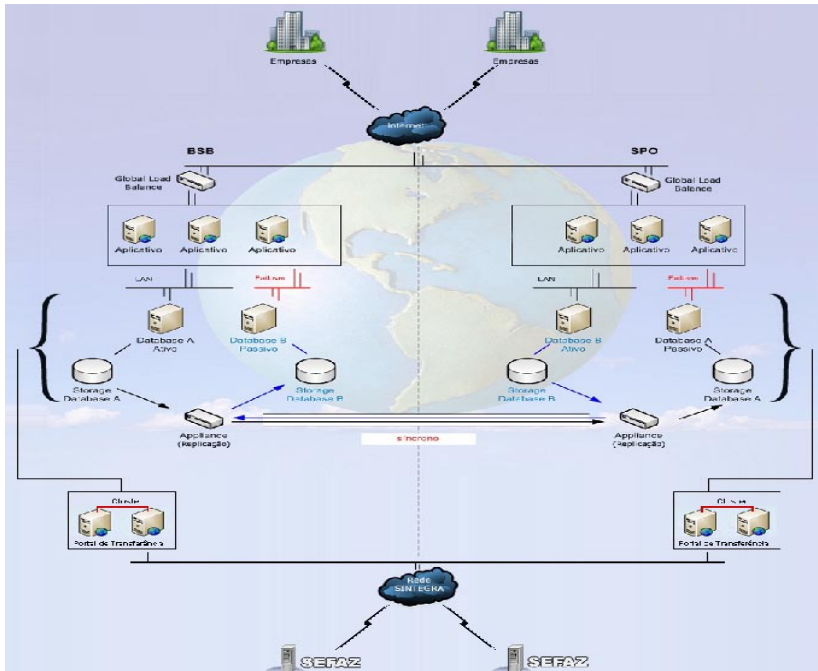 Empresas
Empresas
Internet
BSB
SPO
Global Load
Balance
Global Load
Balance
Aplicativo
Aplicativo
Aplicativo
Aplicativo
Aplicativo
Aplicativo
LAN
LAN
Database A
Ativo
Database B
Passivo
Database B
Ativo
Database A
Passivo
Storage
Database A
Storage
Database B
Storage
Database B
Storage
Database A
Appliance
(Replicação)
síncrono
Appliance
(Replicação)
Cluster
Cluster
Portal de Transferência
Portal de Transferência
Rede
SINTEGRA
SEFAZ
SEFAZ